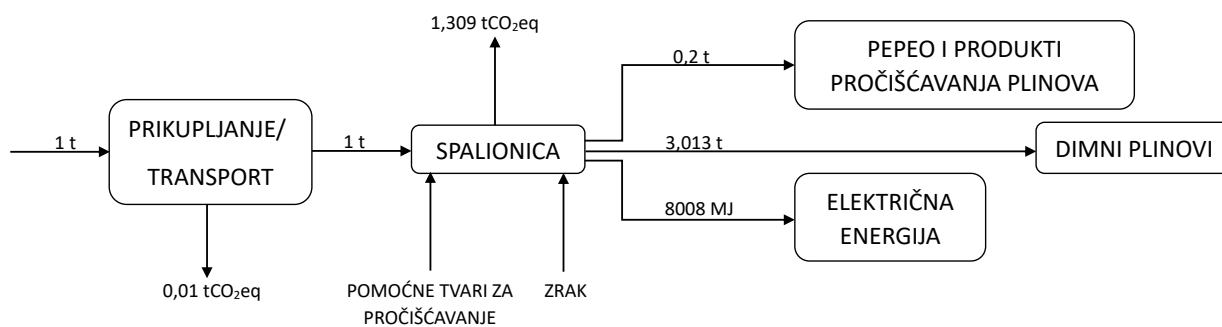 1,309 tCO₂eq
0,2 t
PEPEO I PRODUKTI
PROČIŠĆAVANJA PLINOVA
1 t
PRIKUPLJANJE/
TRANSPORT
1 t
SPALIONICA
3,013 t
DIMNI PLINOVI
8008 MJ
ELEKTRIČNA
ENERGIJA
0,01 tCO₂eq
POMOĆNE TVARI ZA
PROČIŠĆAVANJE
ZRAK